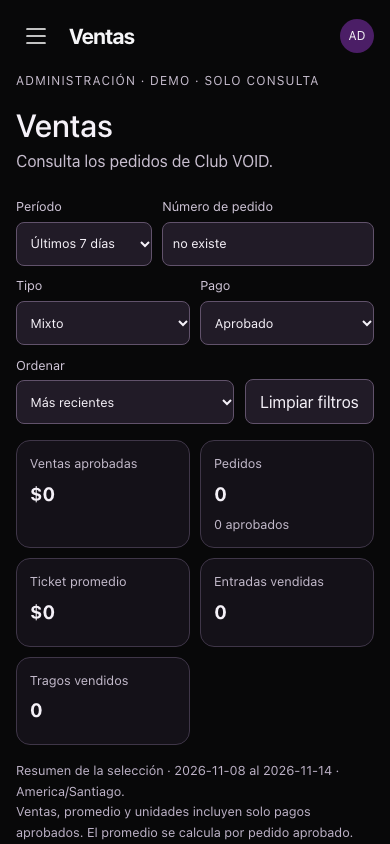 Ventas
AD
ADMINISTRACIÓN · DEMO · SOLO CONSULTA
Ventas
Consulta los pedidos de Club VOID.
Período
Número de pedido
Últimos 7 días
no existe
Tipo
Pago
Mixto
Aprobado
Ordenar
Más recientes
Limpiar filtros
Ventas aprobadas
$0
Pedidos
0
0 aprobados
Ticket promedio
$0
Entradas vendidas
0
Tragos vendidos
0
Resumen de la selección · 2026-11-08 al 2026-11-14 ·
America/Santiago.
Ventas, promedio y unidades incluyen solo pagos
aprobados. El promedio se calcula por pedido aprobado.